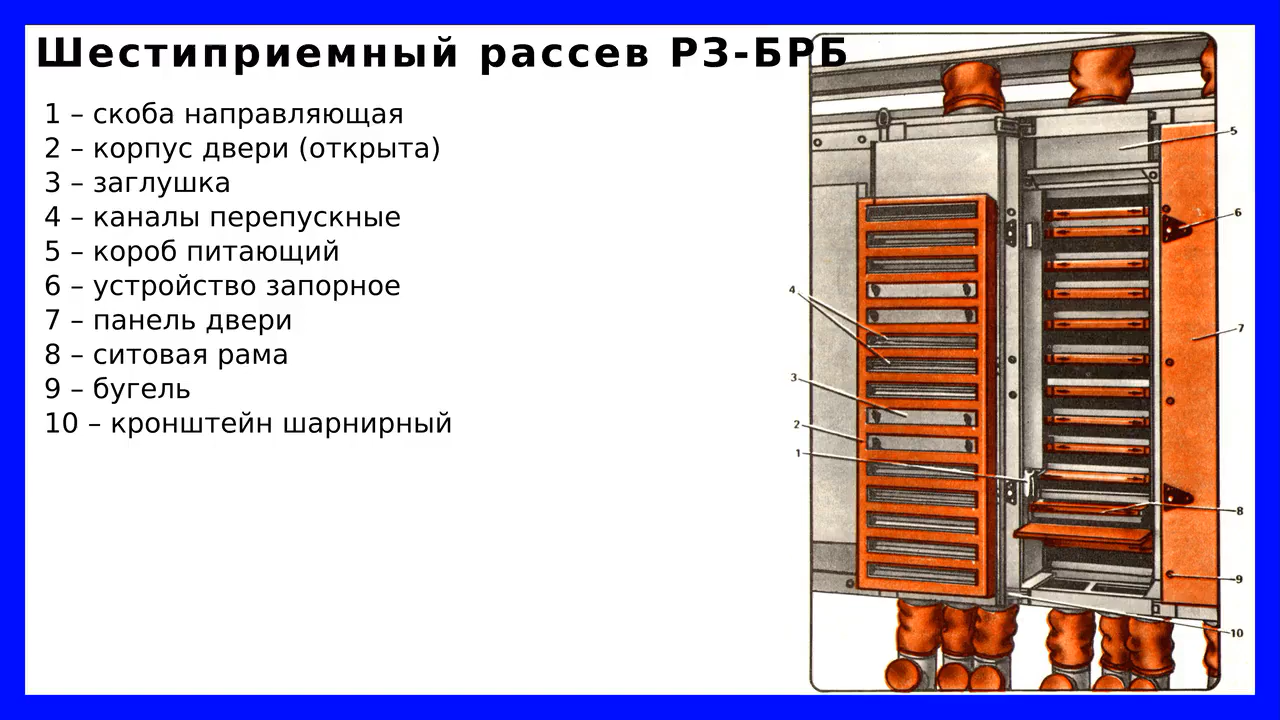 Шестиприемный рассев РЗ-БРБ
1 – скоба направляющая
2 – корпус двери (открыта)
3 – заглушка
4 – каналы перепускные
5 – короб питающий
6 – устройство запорное
7 – панель двери
8 – ситовая рама
9 – бугель
10 – кронштейн шарнирный
5
6
4
7
3
2
1
8
9
10